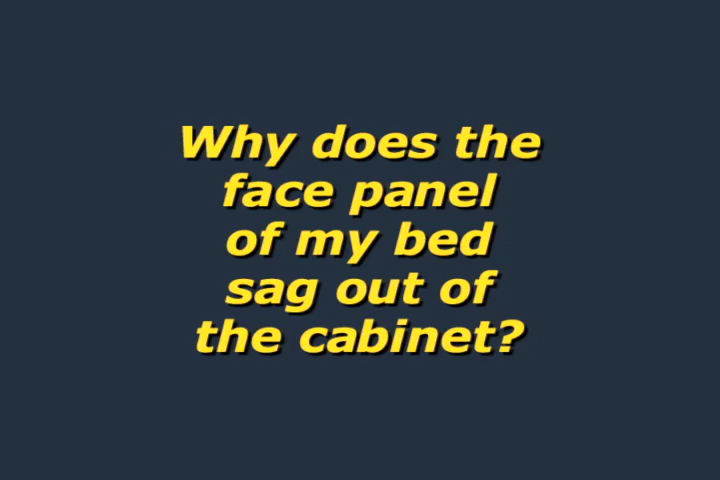 Why does the
face panel
of my bed
sag out of
the cabinet?